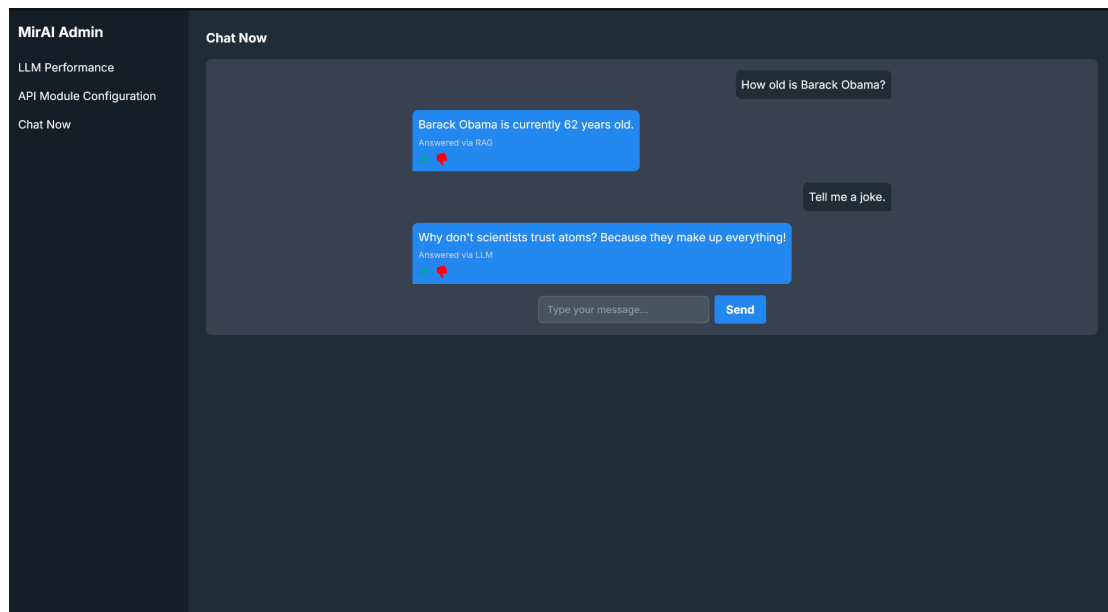 MirAI Admin
LLM Performance
API Module Configuration
Chat Now
Chat Now
How old is Barack Obama?
Barack Obama is currently 62 years old.
Answered via RAG
Tell me a joke.
Why don't scientists trust atoms? Because they make up everything!
Answered via LLM
Type your message...
Send